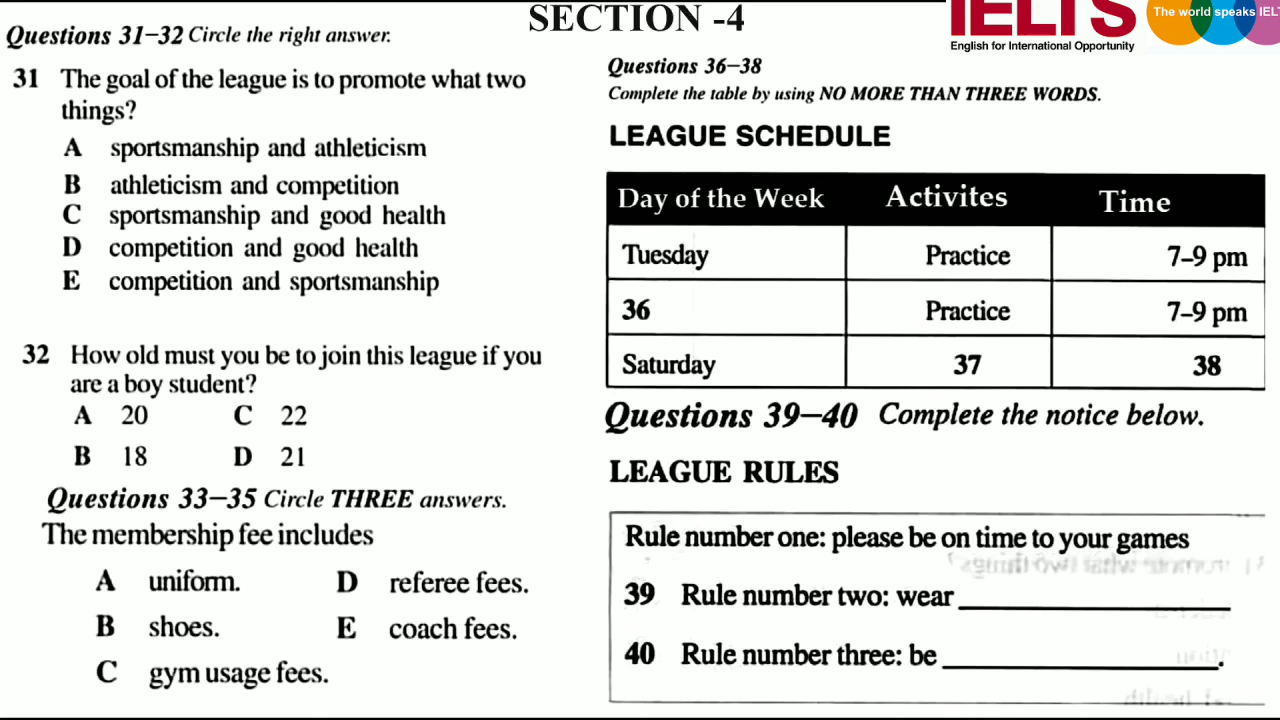 SECTION -4
IELTS
English for International Opportunity
The world speaks IEL
Questions 31–32 Circle the right answer.
31 The goal of the league is to promote what two
things?
A sportsmanship and athleticism
B athleticism and competition
C sportsmanship and good health
D competition and good health
E competition and sportsmanship
32 How old must you be to join this league if you
are a boy student?
A 20 C 22
B 18 D 21
Questions 33–35 Circle THREE answers.
The membership fee includes
A uniform. D referee fees.
B shoes. E coach fees.
C gym usage fees.
Questions 36–38
Complete the table by using NO MORE THAN THREE WORDS.
LEAGUE SCHEDULE
Day of the Week Activites Time
Tuesday Practice 7–9 pm
36 Practice 7–9 pm
Saturday 37 38
Questions 39–40 Complete the notice below.
LEAGUE RULES
Rule number one: please be on time to your games
39 Rule number two: wear
40 Rule number three: be .